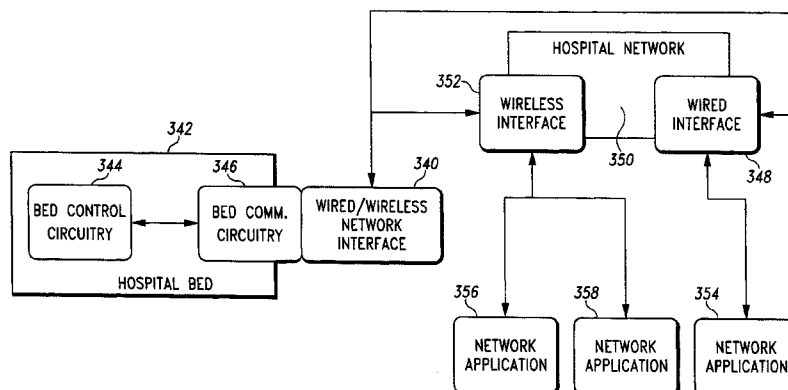 HOSPITAL NETWORK
352
WIRELESS
INTERFACE
WIRED
INTERFACE
350
348
342
344
346
340
BED CONTROL
CIRCUITRY
BED COMM.
CIRCUITRY
WIRED/WIRELESS
NETWORK
INTERFACE
HOSPITAL BED
356
358
354
NETWORK
APPLICATION
NETWORK
APPLICATION
NETWORK
APPLICATION